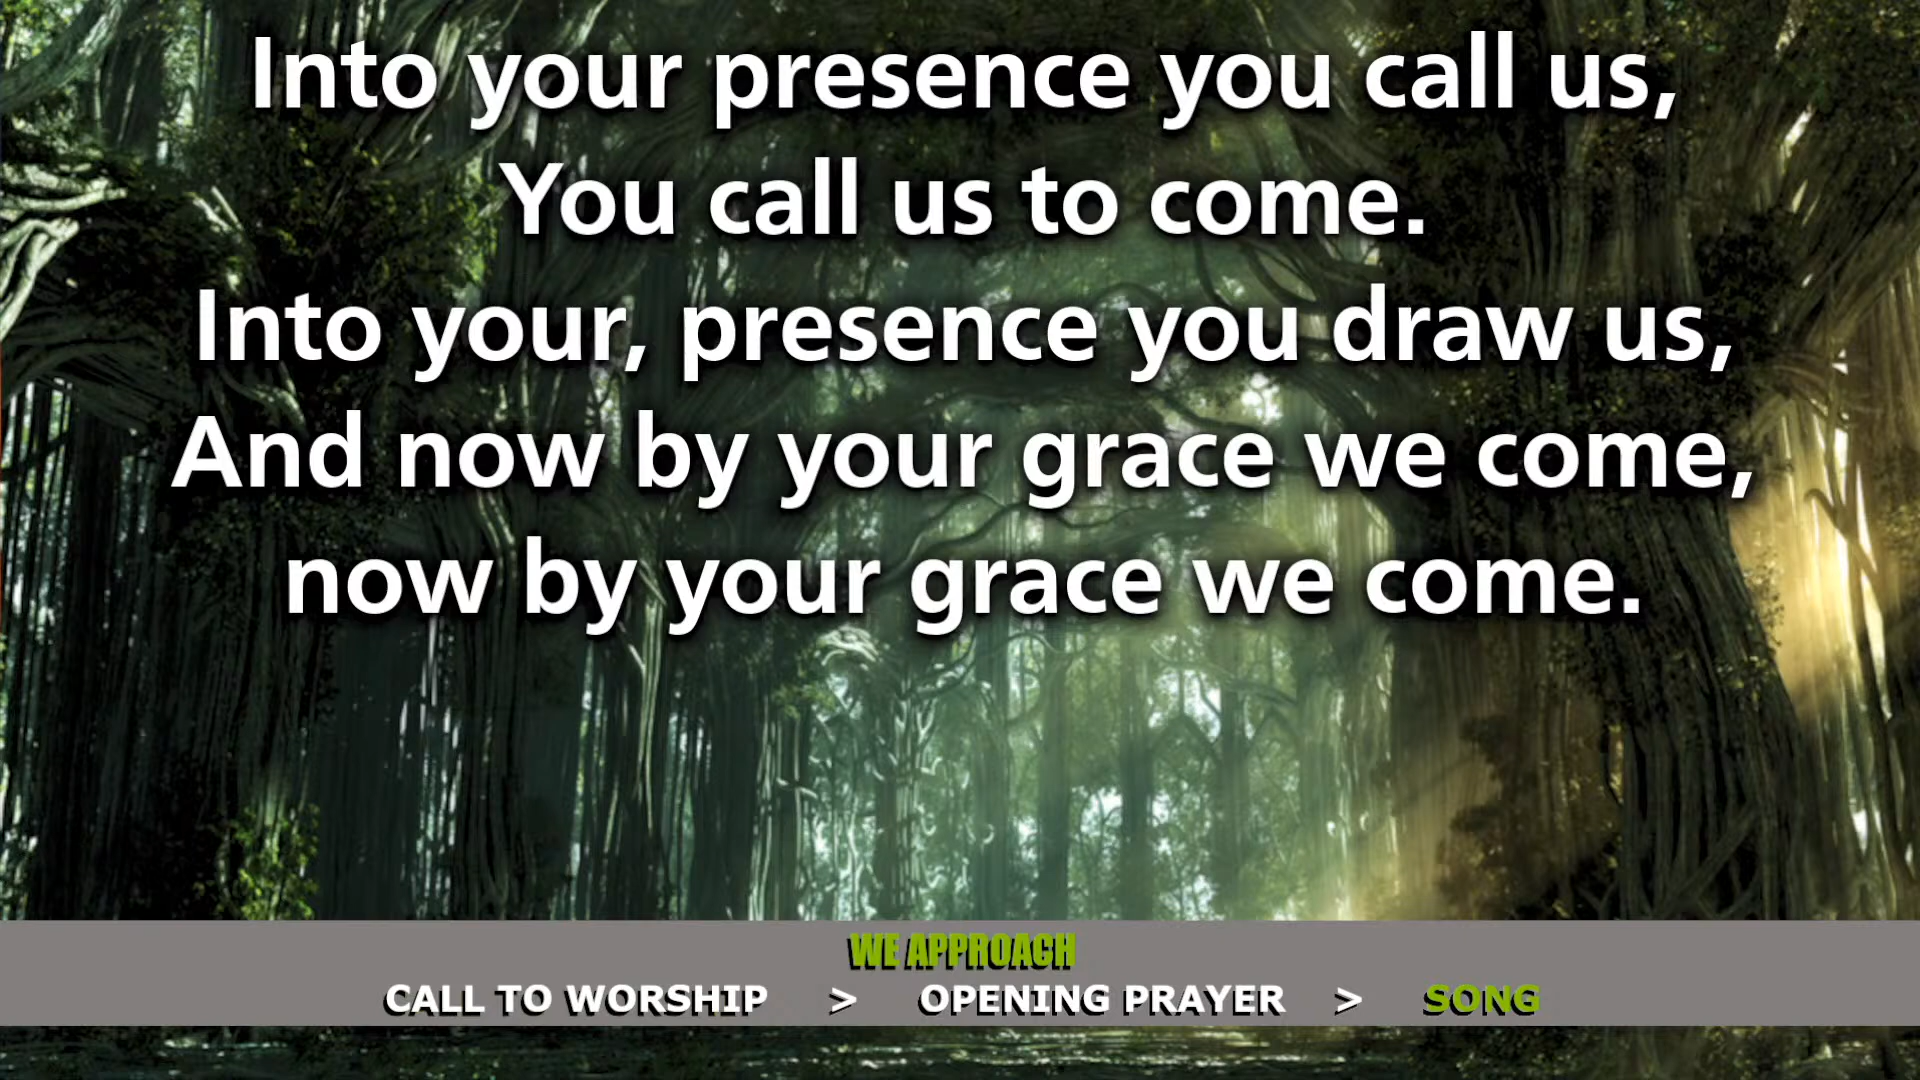 Into your presence you call us,
You call us to come.
Into your, presence you draw us,
And now by your grace we come,
now by your grace we come.
WE APPROACH
CALL TO WORSHIP > OPENING PRAYER > SONG